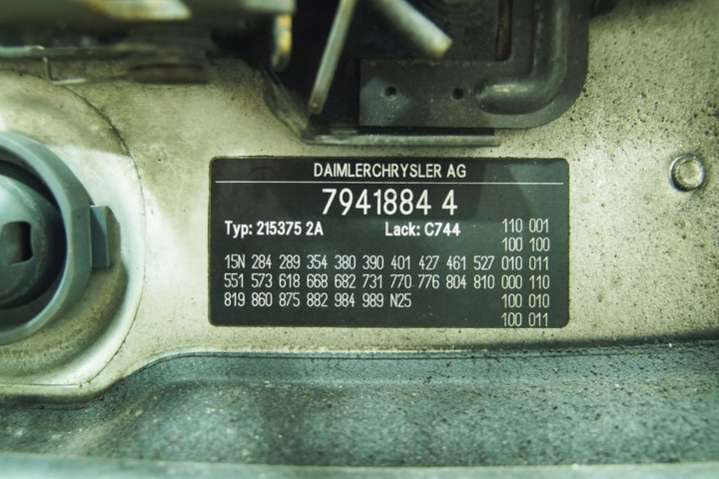 DAIMLERCHRYSLER AG
7941884 4
Typ: 215375 2A Lack: C744 110 001
100 100
15N 284 289 354 380 390 401 427 461 527 010 011
551 573 618 668 682 731 770 776 804 810 000 110
819 860 875 882 984 989 N25 100 010
100 011